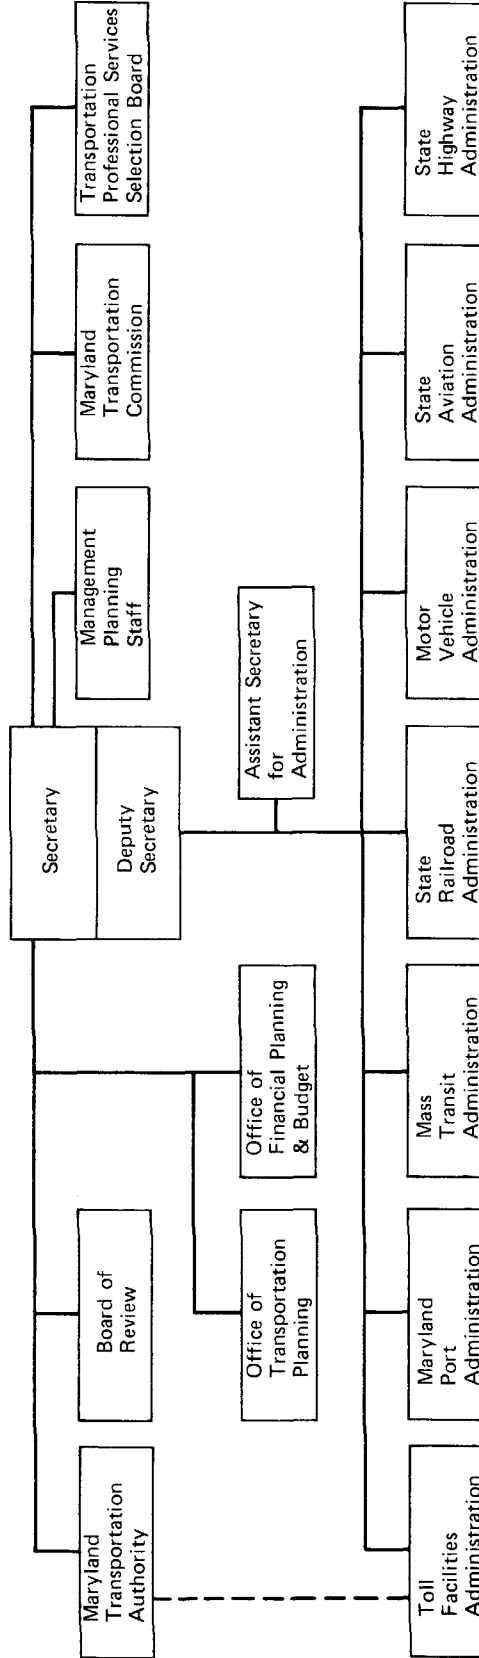 Secretary
Deputy
Secretary
Maryland
Transportation
Authority
Board of
Review
Management
Planning
Staff
Maryland
Transportation
Commission
Transportation
Professional Services
Selection Board
Office of
Transportation
Planning
Office of
Financial Planning
& Budget
Assistant Secretary
for
Administration
Toll
Facilities
Administration
Maryland
Port
Administration
Mass
Transit
Administration
State
Railroad
Administration
Motor
Vehicle
Administration
State
Aviation
Administration
State
Highway
Administration